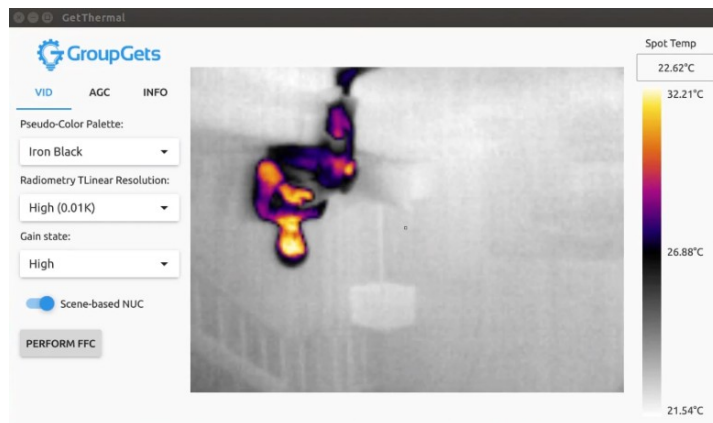 GetThermal
GroupGets
VID AGC INFO
Pseudo-Color Palette:
Iron Black
Radiometry TLinear Resolution:
High (0.01K)
Gain state:
High
Scene-based NUC
PERFORM FFC
Spot Temp
22.62°C
32.21°C
26.88°C
21.54°C